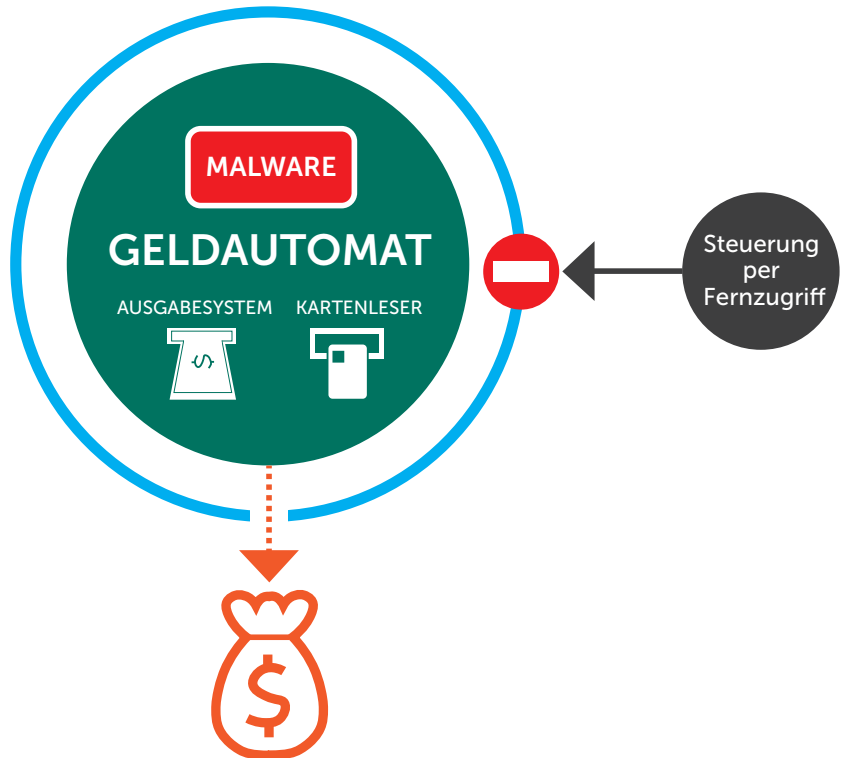 MALWARE
GELDAUTOMAT
AUSGABESYSTEM KARTENLESER
$
Steuerung
per
Fernzugriff
$